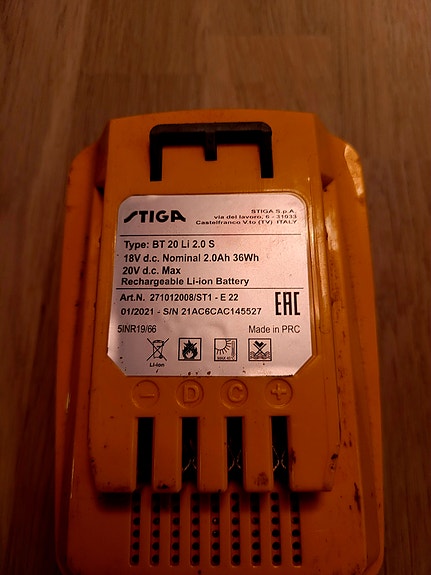 STIGA
STIGA S.p.A.
via del lavoro, 6 - 31033
Castelfranco V.to (TV) ITALY
Type: BT 20 Li 2.0 S
18V d.c. Nominal 2.0Ah 36Wh
20V d.c. Max
Rechargeable Li-ion Battery
Art.N. 271012008/ST1 - E 22
01/2021 - S/N 21AC6CAC145527
EAC
5INR19/66
Made in PRC
Li-ion
− D C +